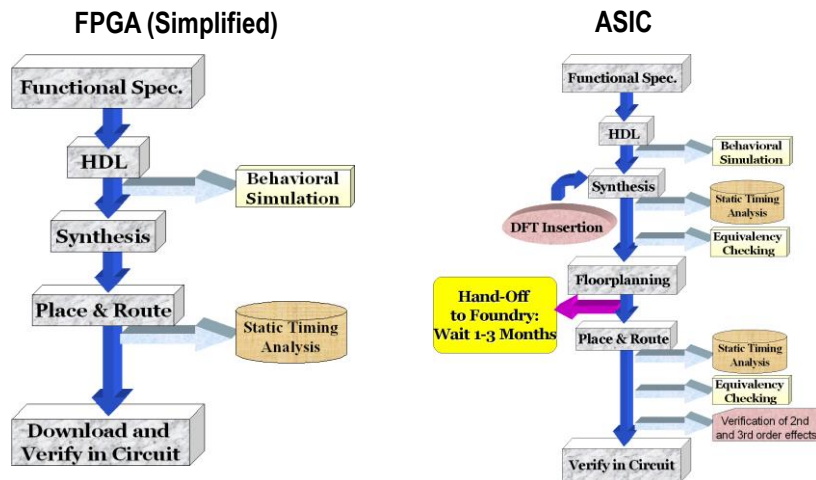 FPGA (Simplified)
Functional Spec.
HDL
Behavioral
Simulation
Synthesis
Place & Route
Static Timing
Analysis
Download and
Verify in Circuit
ASIC
Functional Spec.
HDL
Behavioral
Simulation
Synthesis
DFT Insertion
Static Timing
Analysis
Equivalency
Checking
Floorplanning
Hand-Off
to Foundry:
Wait 1-3 Months
Place & Route
Static Timing
Analysis
Equivalency
Checking
Verification of 2nd
and 3rd order effects
Verify in Circuit